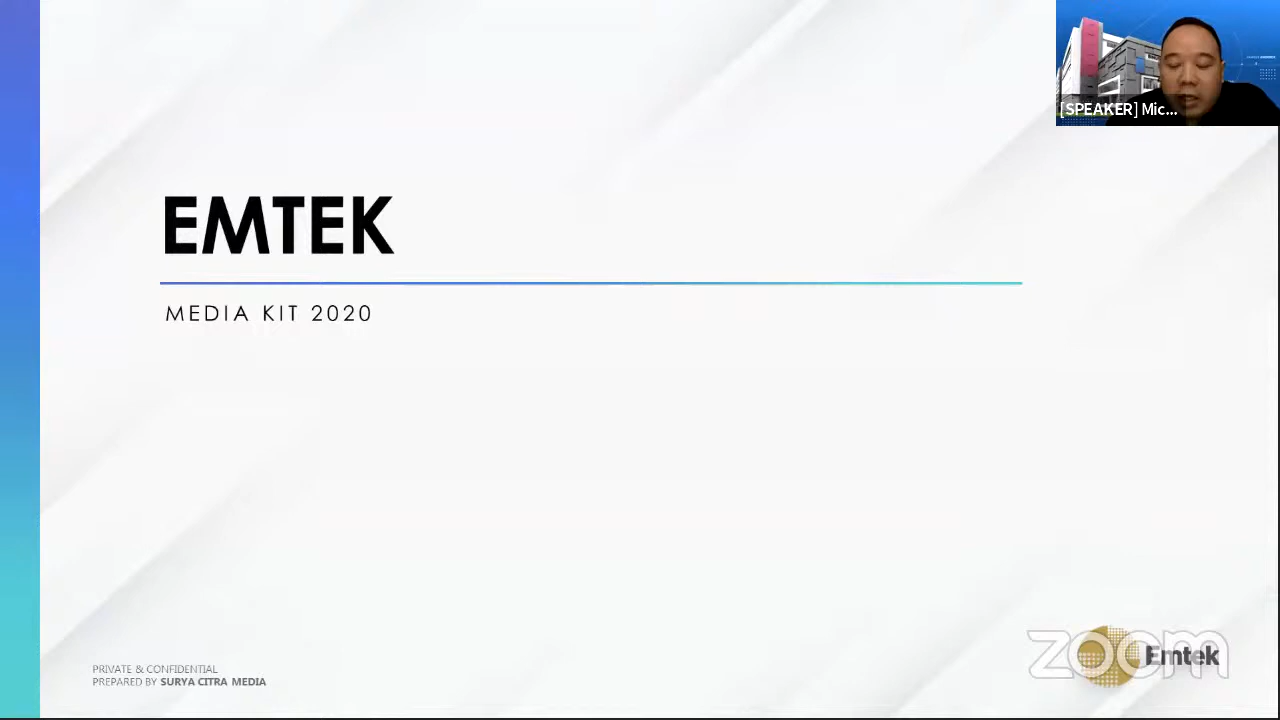 [SPEAKER] Mic...
EMTEK
MEDIA KIT 2020
PRIVATE & CONFIDENTIAL
PREPARED BY SURYA CITRA MEDIA
zoom
Emtek